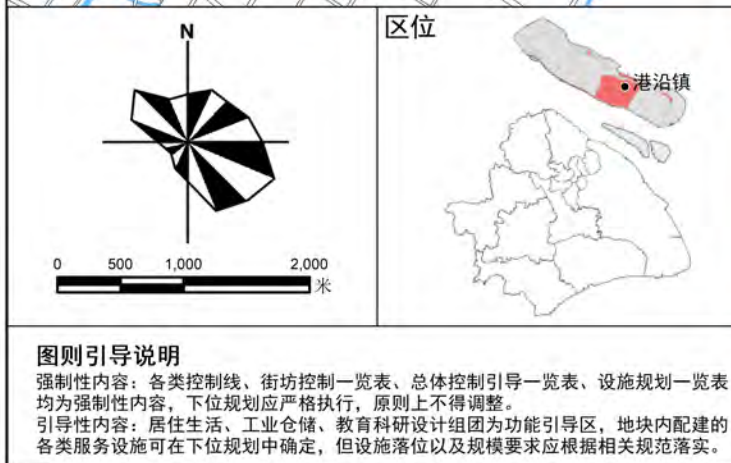 N
0 500 1,000 2,000
米
区位
港沿镇
图则引导说明
强制性内容：各类控制线、街坊控制一览表、总体控制引导一览表、设施规划一览表
均为强制性内容，下位规划应严格执行，原则上不得调整。
引导性内容：居住生活、工业仓储、教育科研设计组团为功能引导区，地块内配建的
各类服务设施可在下位规划中确定，但设施落位以及规模要求应根据相关规范落实。